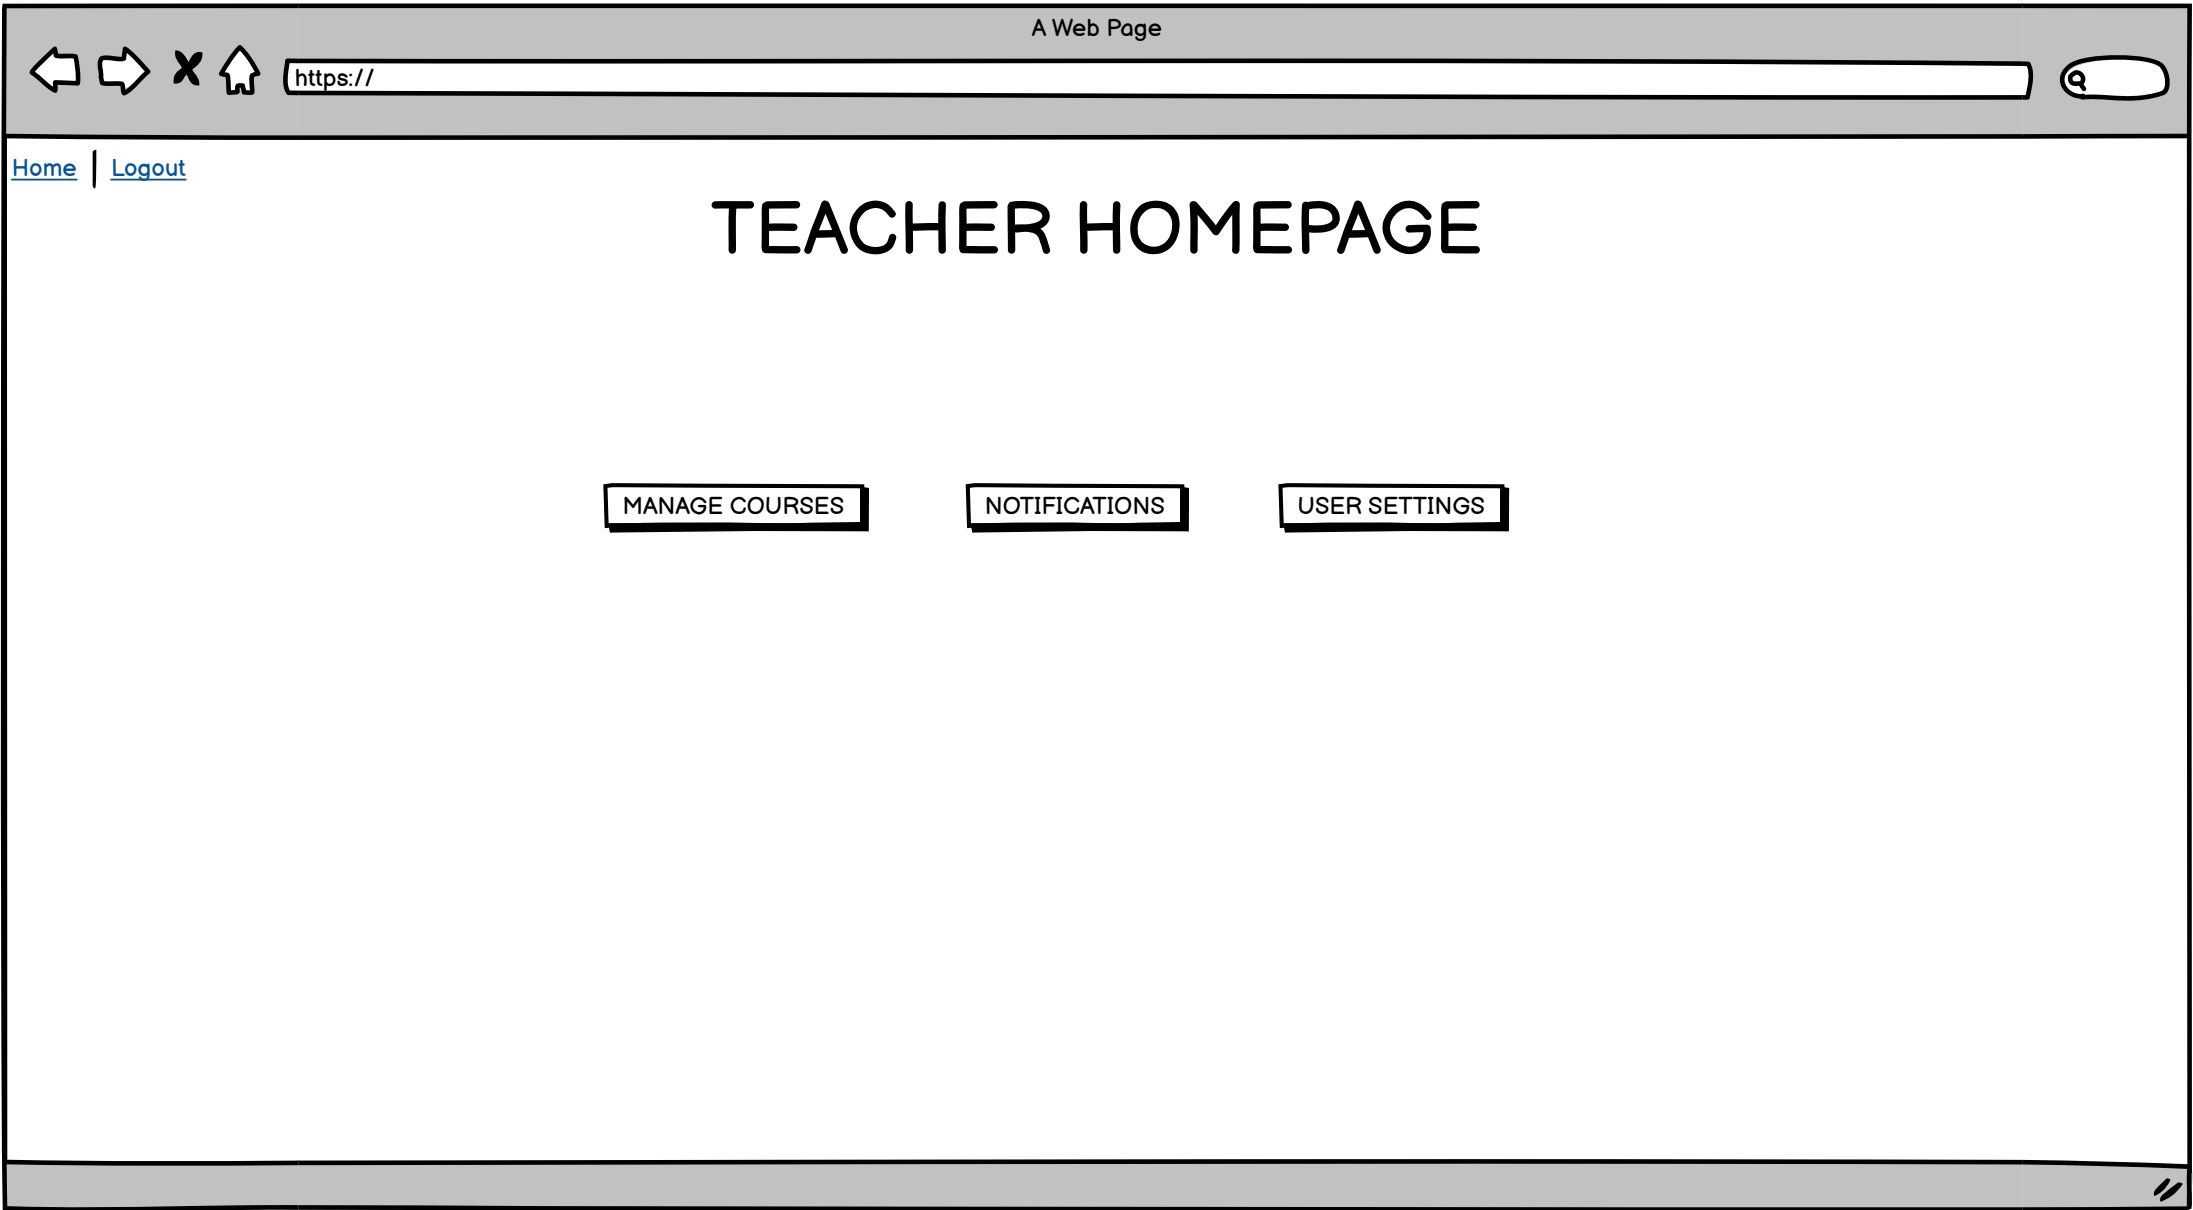 A Web Page
https://
Home | Logout
TEACHER HOMEPAGE
MANAGE COURSES NOTIFICATIONS USER SETTINGS